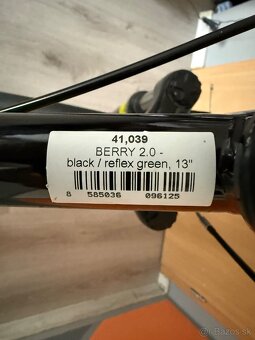 41,039
BERRY 2.0 -
black / reflex green, 13"
8 585036 096125
© Bazos.sk